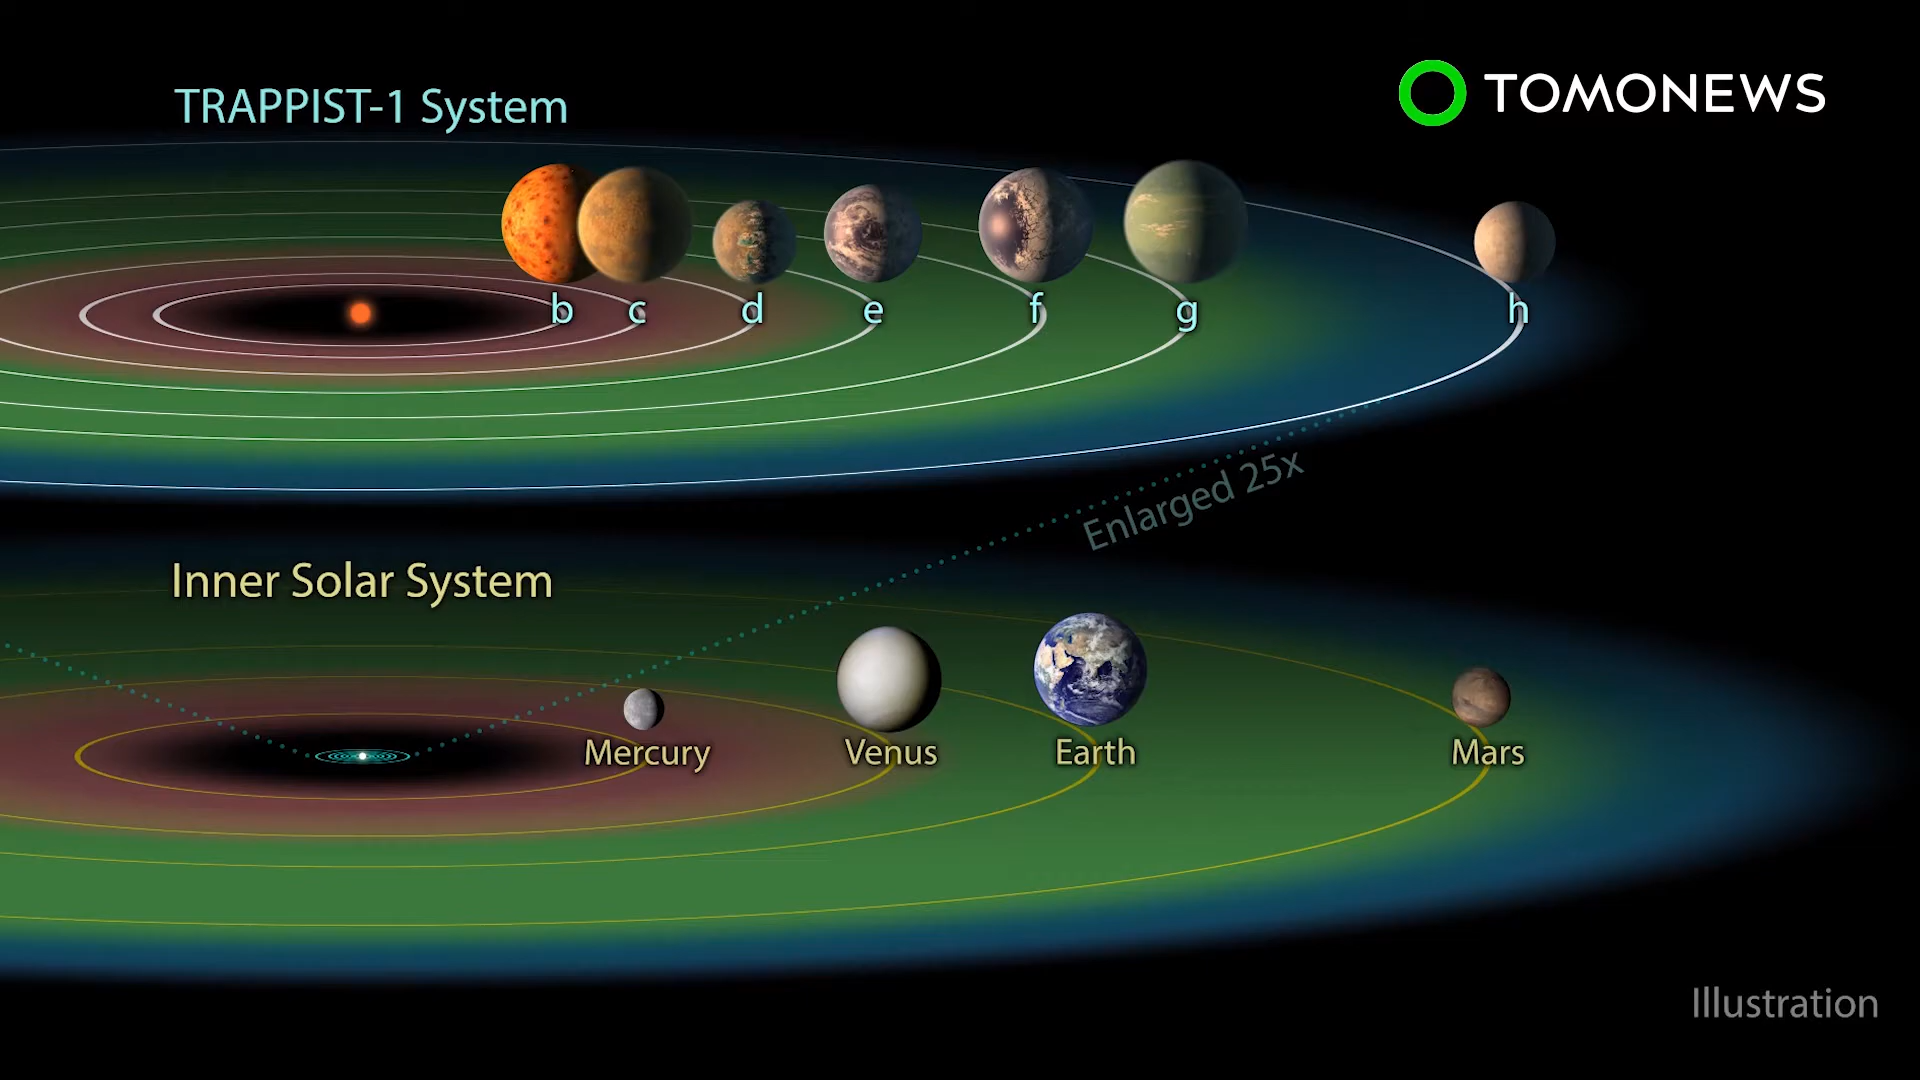 TRAPPIST-1 System
TOMONEWS
b c d e f g h
Enlarged 25x
Inner Solar System
Mercury Venus Earth Mars
Illustration